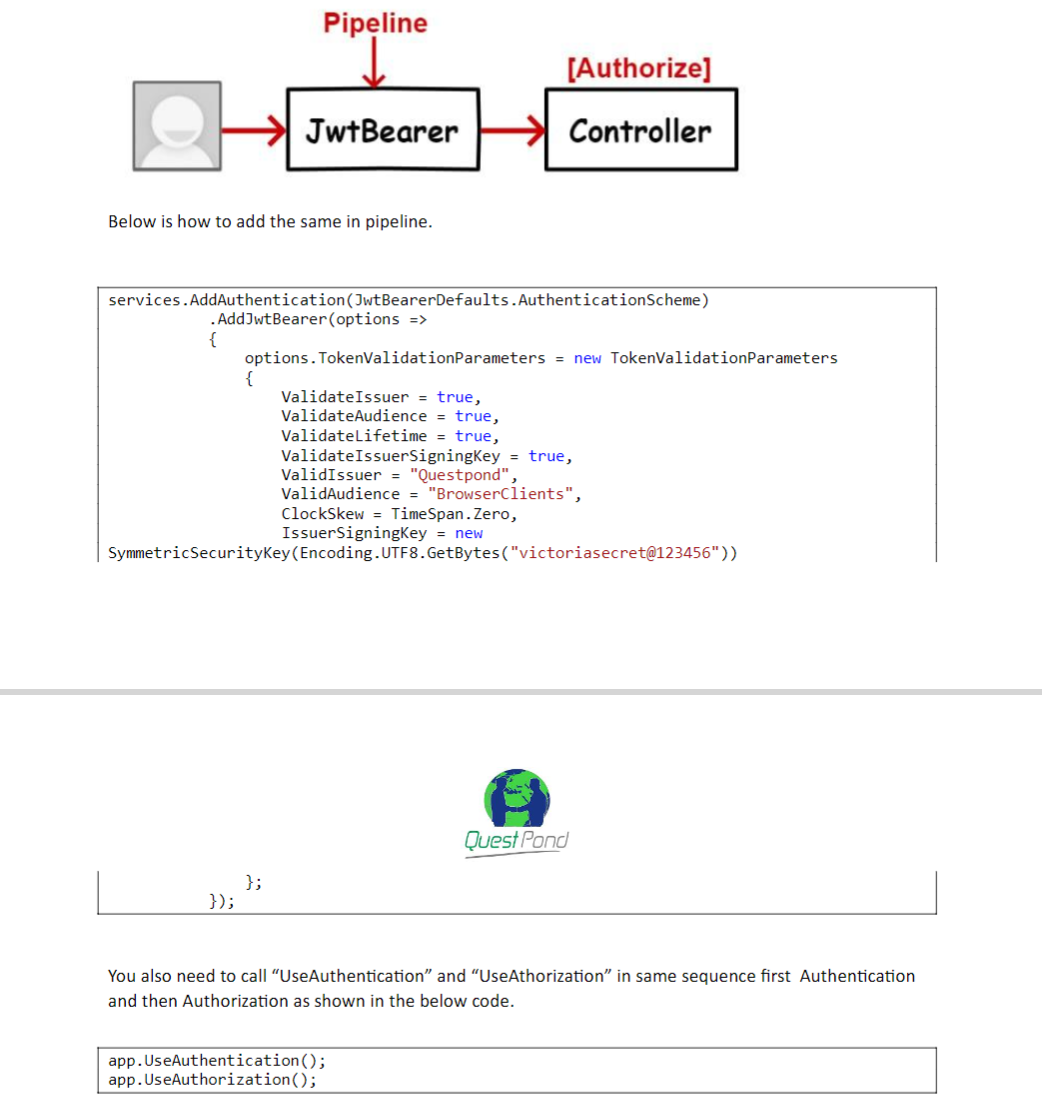 Pipeline
[Authorize]
JwtBearer
Controller
Below is how to add the same in pipeline.
services.AddAuthentication(JwtBearerDefaults.AuthenticationScheme)
.AddJwtBearer(options =>
{
options.TokenValidationParameters = new TokenValidationParameters
{
ValidateIssuer = true,
ValidateAudience = true,
ValidateLifetime = true,
ValidateIssuerSigningKey = true,
ValidIssuer = "Questpond",
ValidAudience = "BrowserClients",
ClockSkew = TimeSpan.Zero,
IssuerSigningKey = new
SymmetricSecurityKey(Encoding.UTF8.GetBytes("victoriasecret@123456"))
QuestPond
};
});
You also need to call “UseAuthentication” and “UseAthorization” in same sequence first  Authentication
and then Authorization as shown in the below code.
app.UseAuthentication();
app.UseAuthorization();